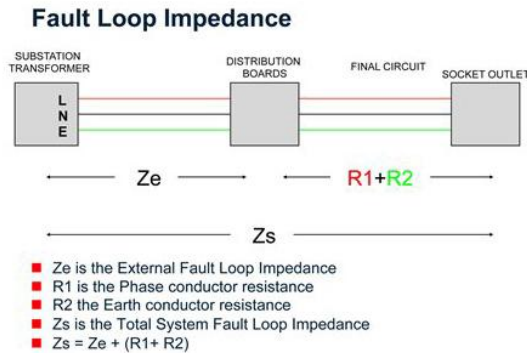 Fault Loop Impedance
SUBSTATION
TRANSFORMER
DISTRIBUTION
BOARDS
FINAL CIRCUIT
SOCKET OUTLET
L
N
E
Ze
R1+R2
Zs
Ze is the External Fault Loop Impedance
R1 is the Phase conductor resistance
R2 the Earth conductor resistance
Zs is the Total System Fault Loop Impedance
Zs = Ze + (R1+ R2)